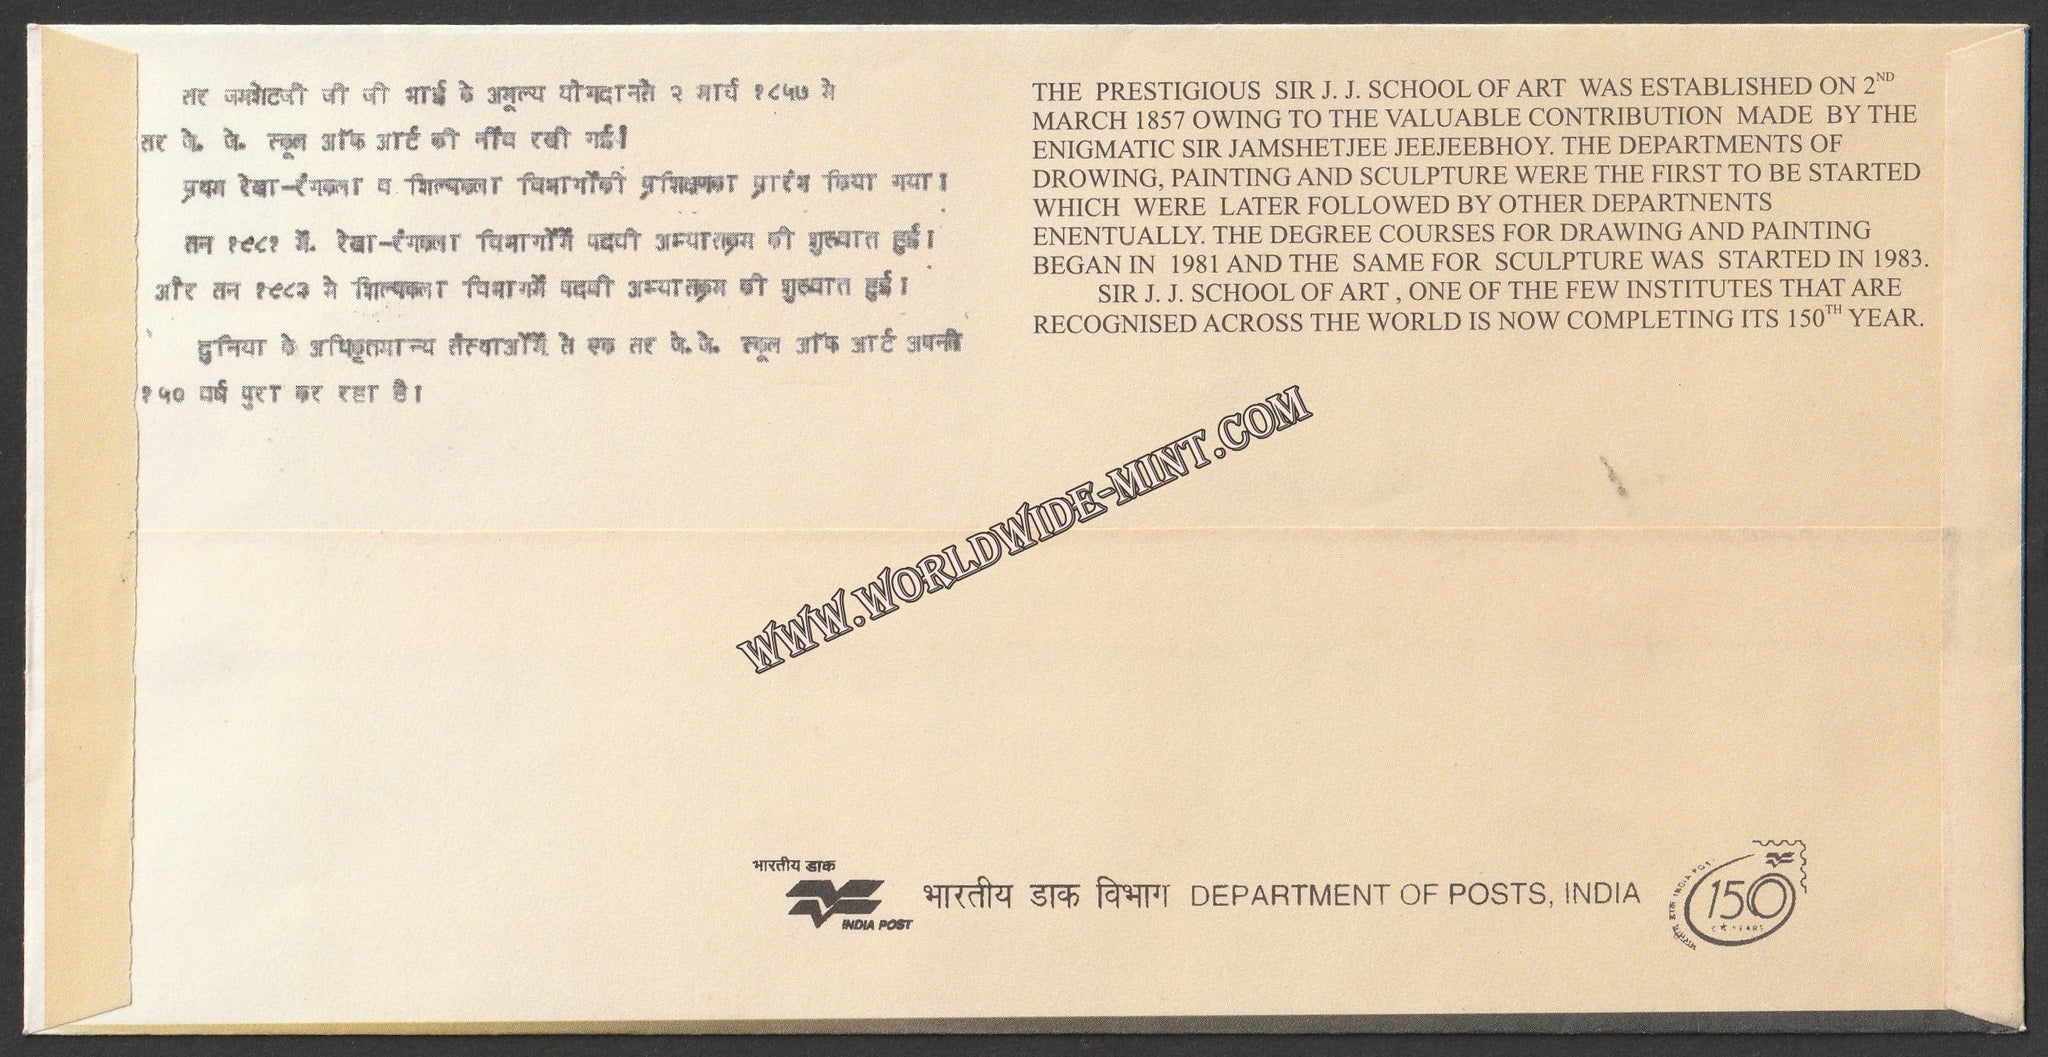 सर जमशेटजी जी जी भाई के अमूल्य योगदानसे २ मार्च १८५७ मे
सर जे. जे. स्कूल ऑफ आर्ट की नींव रखी गई।
प्रथम रेखा-रंगकला व शिल्पकला विभागोंकी प्रशिक्षणका प्रारंभ किया गया।
सन १९८१ में. रेखा-रंगकला विभागोंमें पदवी अभ्यासक्रम की शुरुवात हुई।
और सन १९८३ मे शिल्पकला विभागमें पदवी अभ्यासक्रम की शुरुवात हुई।
दुनिया के अधिकृतमान्य संस्थाओंमें से एक सर जे.जे. स्कूल ऑफ आर्ट अपनी
१५० वर्ष पुरा कर रहा है।
THE PRESTIGIOUS SIR J. J. SCHOOL OF ART WAS ESTABLISHED ON 2ND
MARCH 1857 OWING TO THE VALUABLE CONTRIBUTION MADE BY THE
ENIGMATIC SIR JAMSHETJEE JEEJEEBHOY. THE DEPARTMENTS OF
DROWING, PAINTING AND SCULPTURE WERE THE FIRST TO BE STARTED
WHICH WERE LATER FOLLOWED BY OTHER DEPARTNENTS
ENENTUALLY. THE DEGREE COURSES FOR DRAWING AND PAINTING
BEGAN IN 1981 AND THE SAME FOR SCULPTURE WAS STARTED IN 1983.
SIR J. J. SCHOOL OF ART , ONE OF THE FEW INSTITUTES THAT ARE
RECOGNISED ACROSS THE WORLD IS NOW COMPLETING ITS 150TH YEAR.
WWW.WORLDWIDE-MINT.COM
भारतीय डाक
INDIA POST
भारतीय डाक विभाग DEPARTMENT OF POSTS, INDIA
भारतीय डाक INDIA POST
150
YEARS